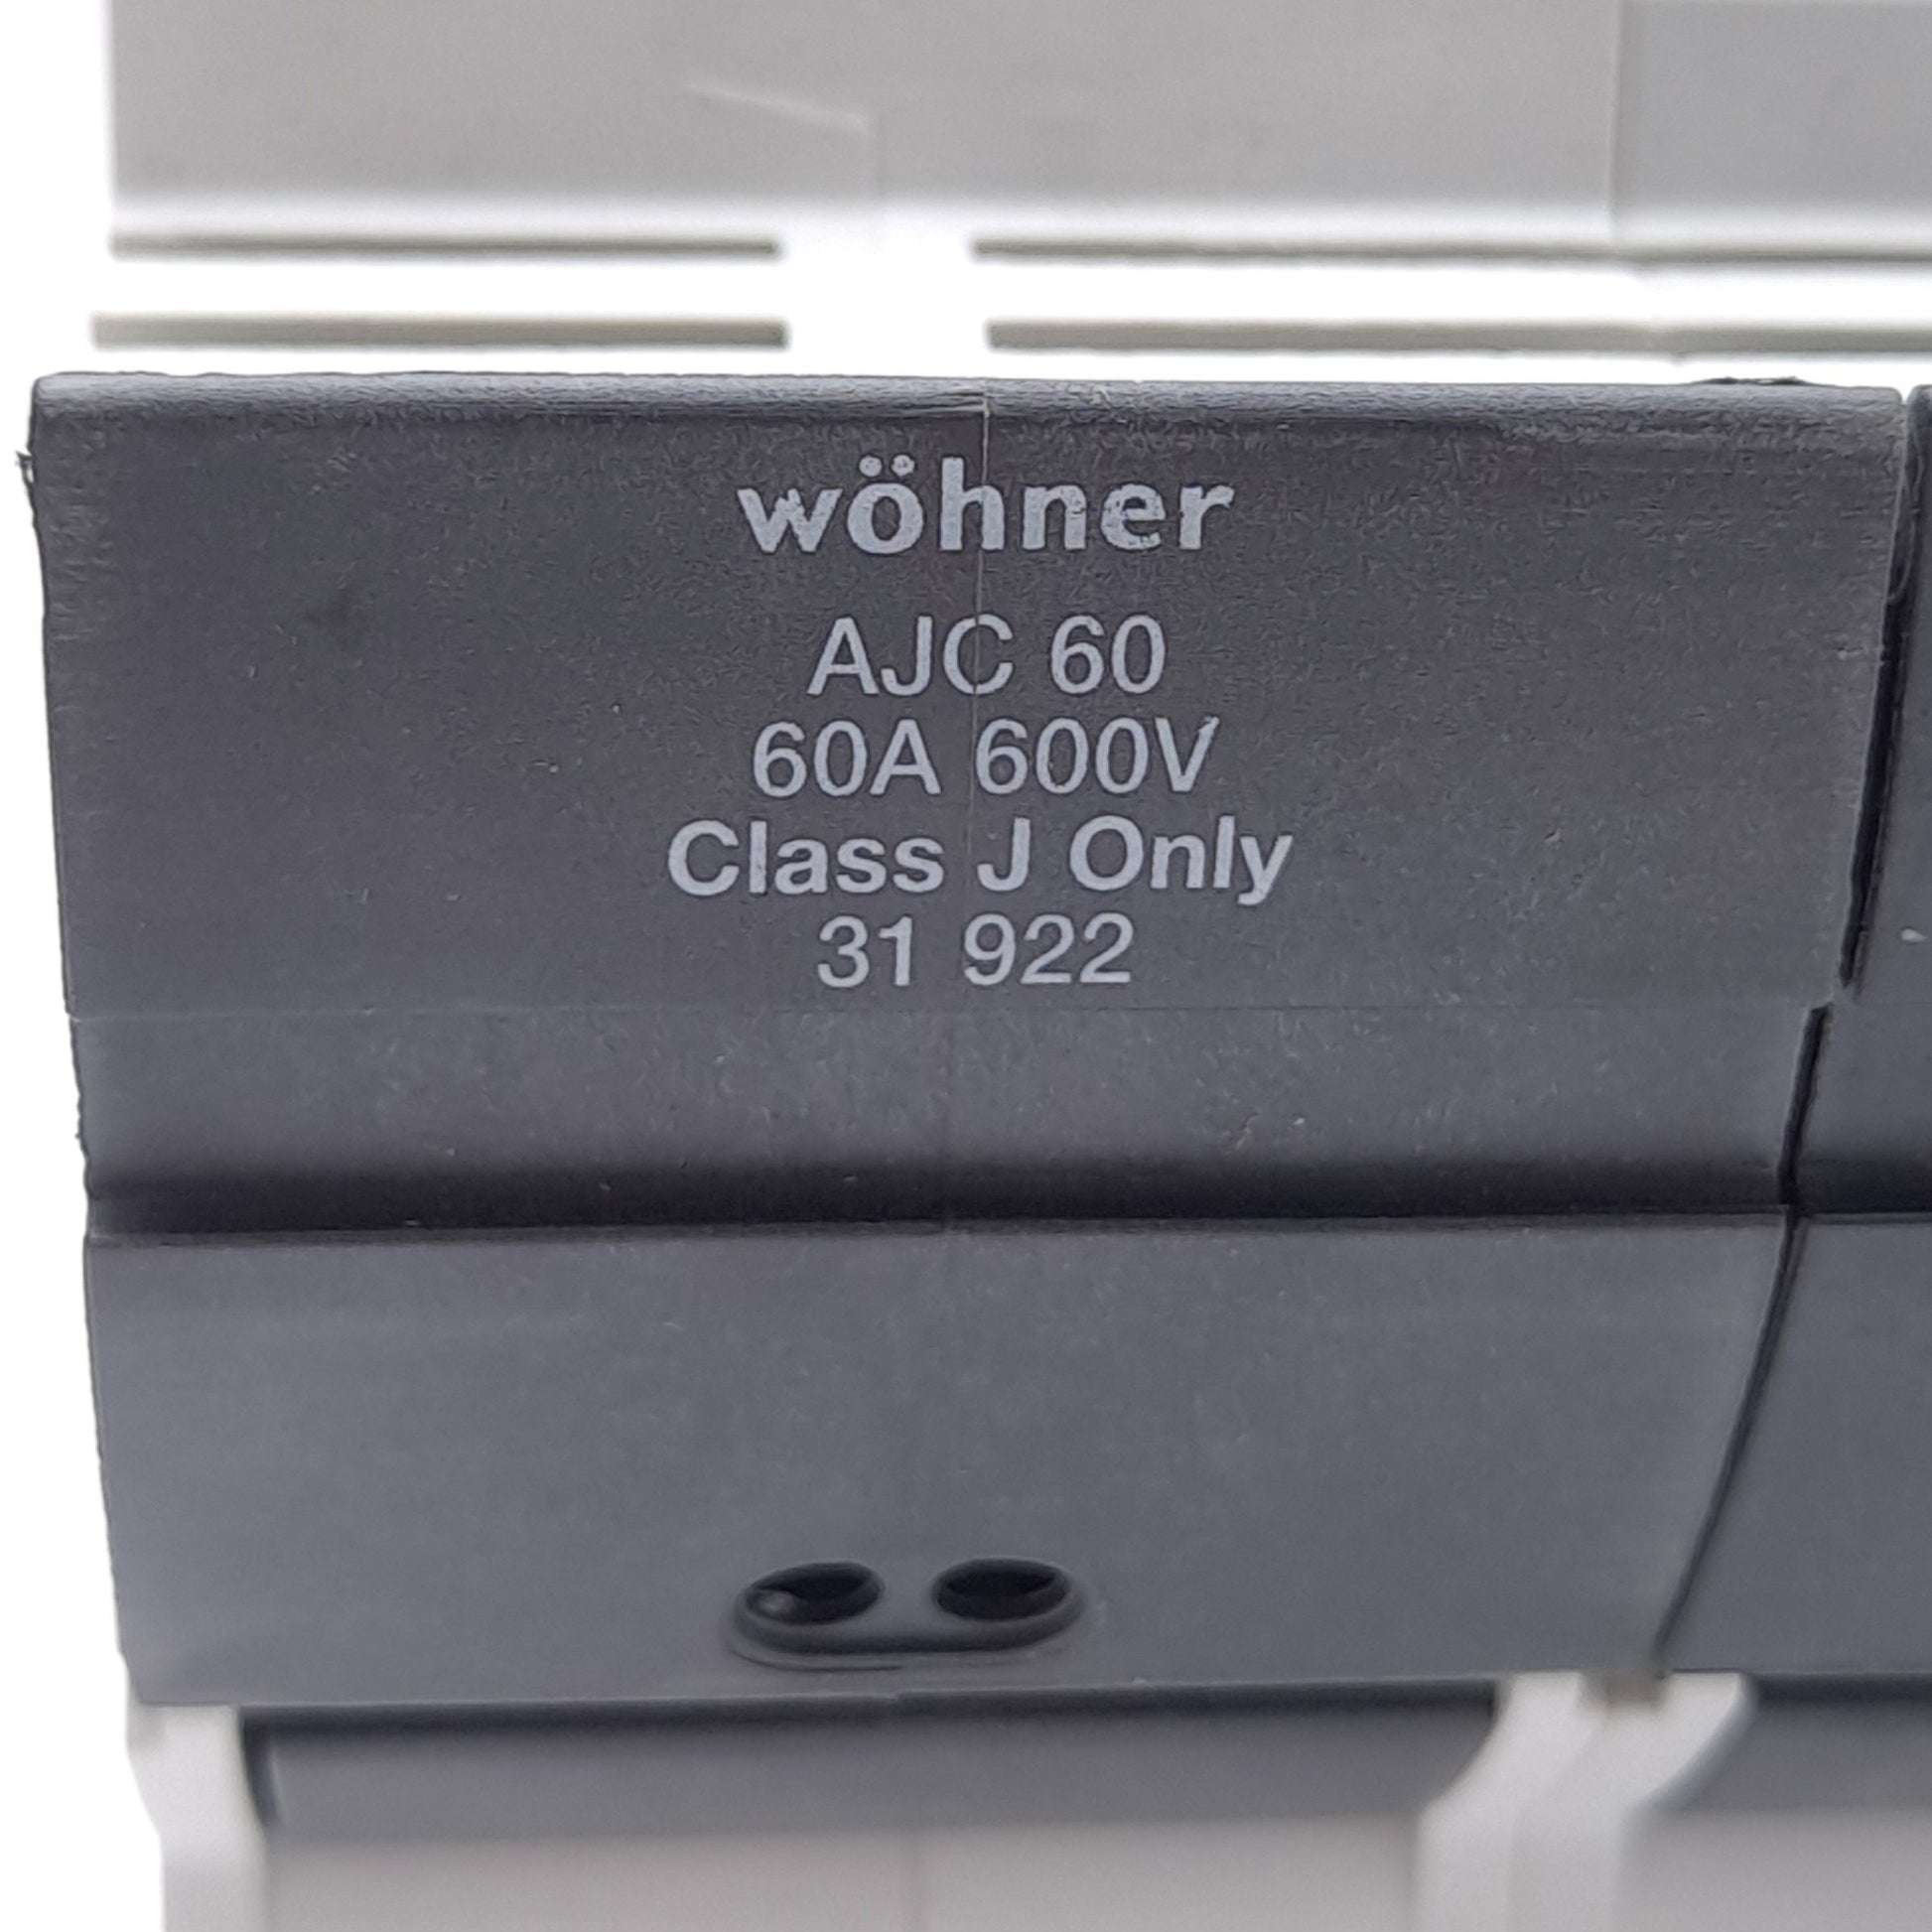 wöhner
AJC 60
60A 600V
Class J Only
31 922